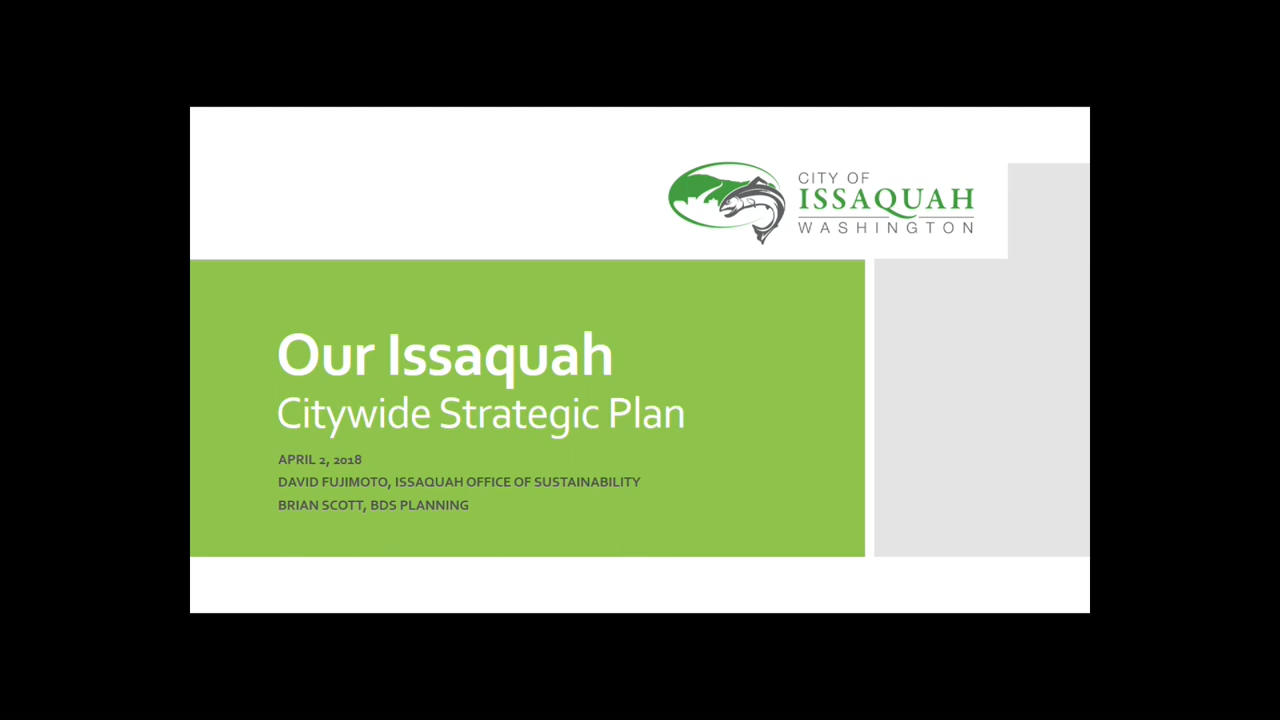 CITY OF
ISSAQUAH
WASHINGTON
Our Issaquah
Citywide Strategic Plan
APRIL 2, 2018
DAVID FUJIMOTO, ISSAQUAH OFFICE OF SUSTAINABILITY
BRIAN SCOTT, BDS PLANNING